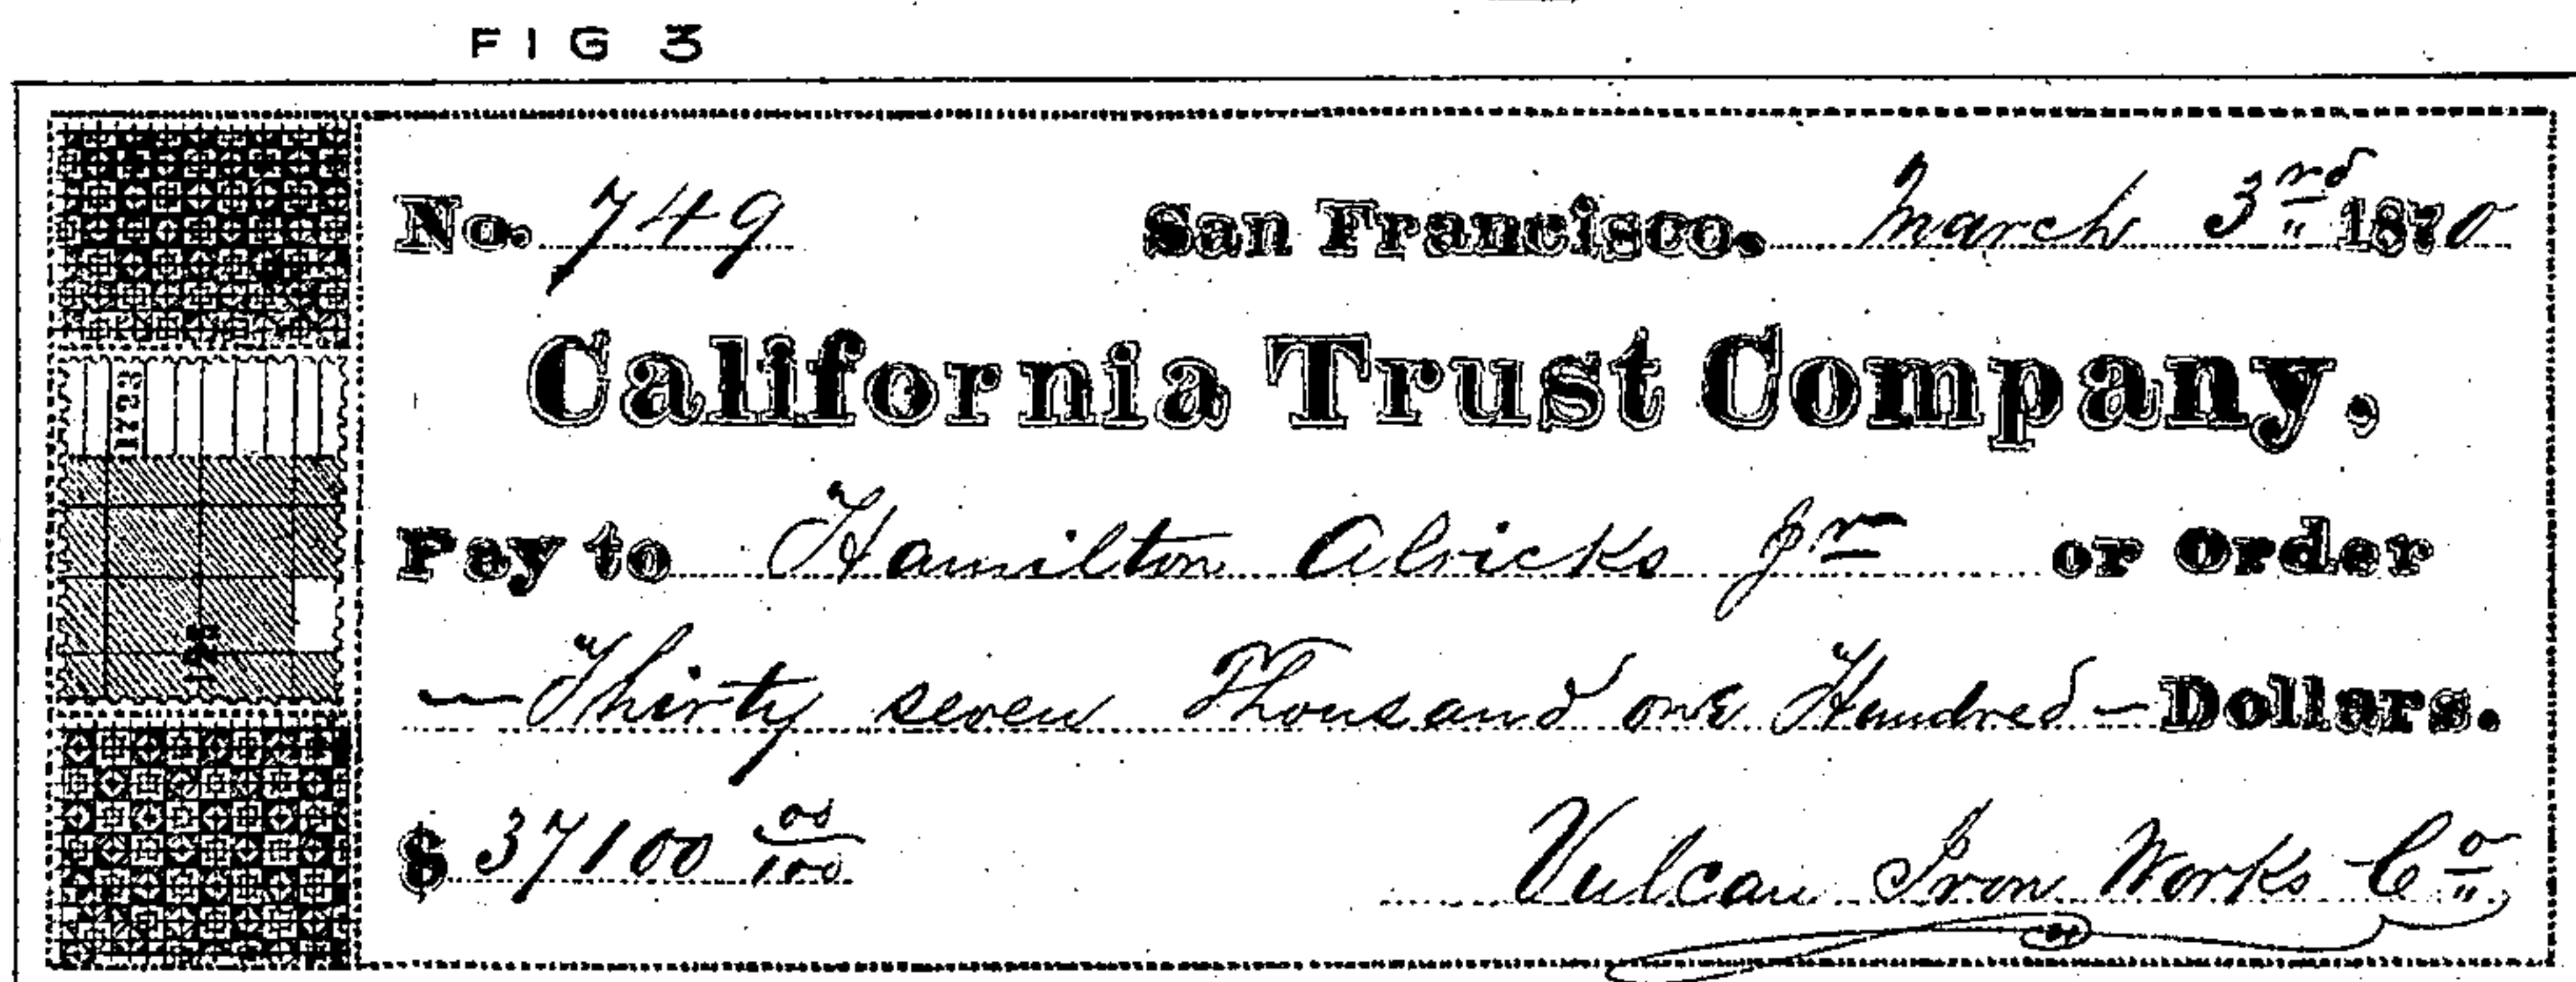 FIG 3
No. 749 San Francisco. March 3rd 1870
California Trust Company.
1723
Pay to Hamilton Alricks Jr or Order
— Thirty seven Thousand one Hundred — Dollars.
$ 37100 00/100
Vulcan Iron Works Co